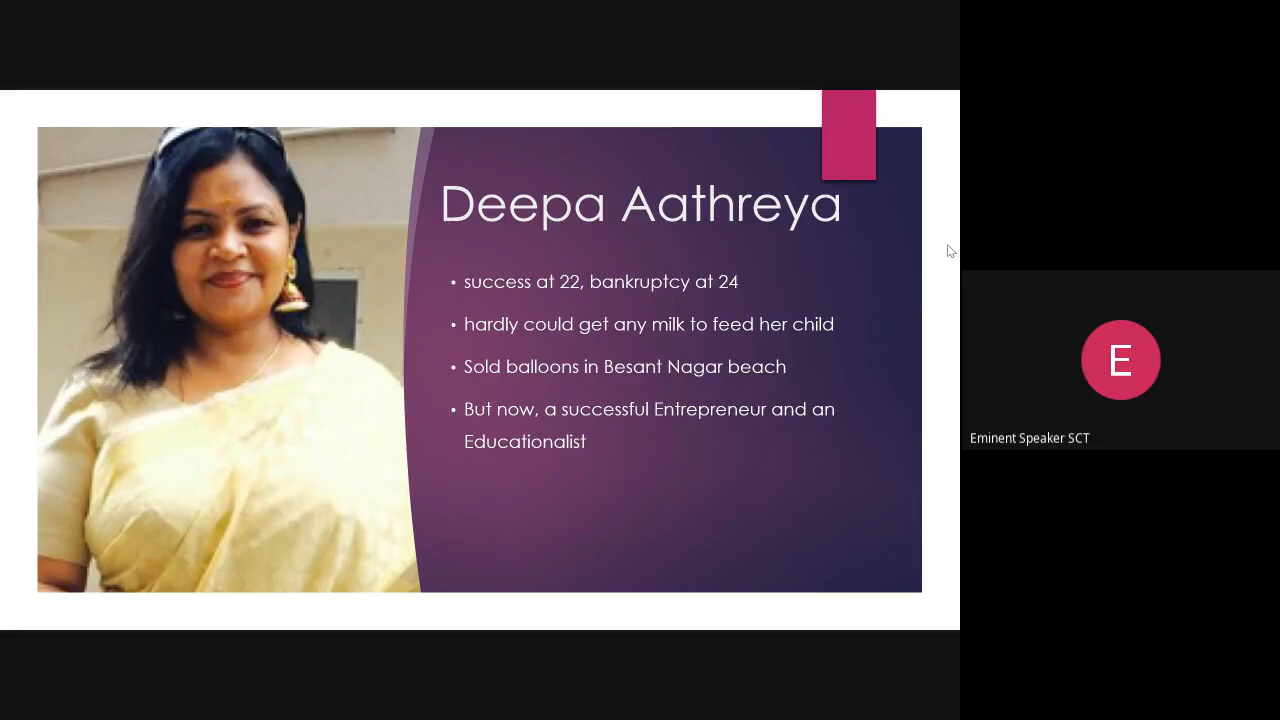 Deepa Aathreya
• success at 22, bankruptcy at 24
• hardly could get any milk to feed her child
• Sold balloons in Besant Nagar beach
• But now, a successful Entrepreneur and an
Educationalist
E
Eminent Speaker SCT